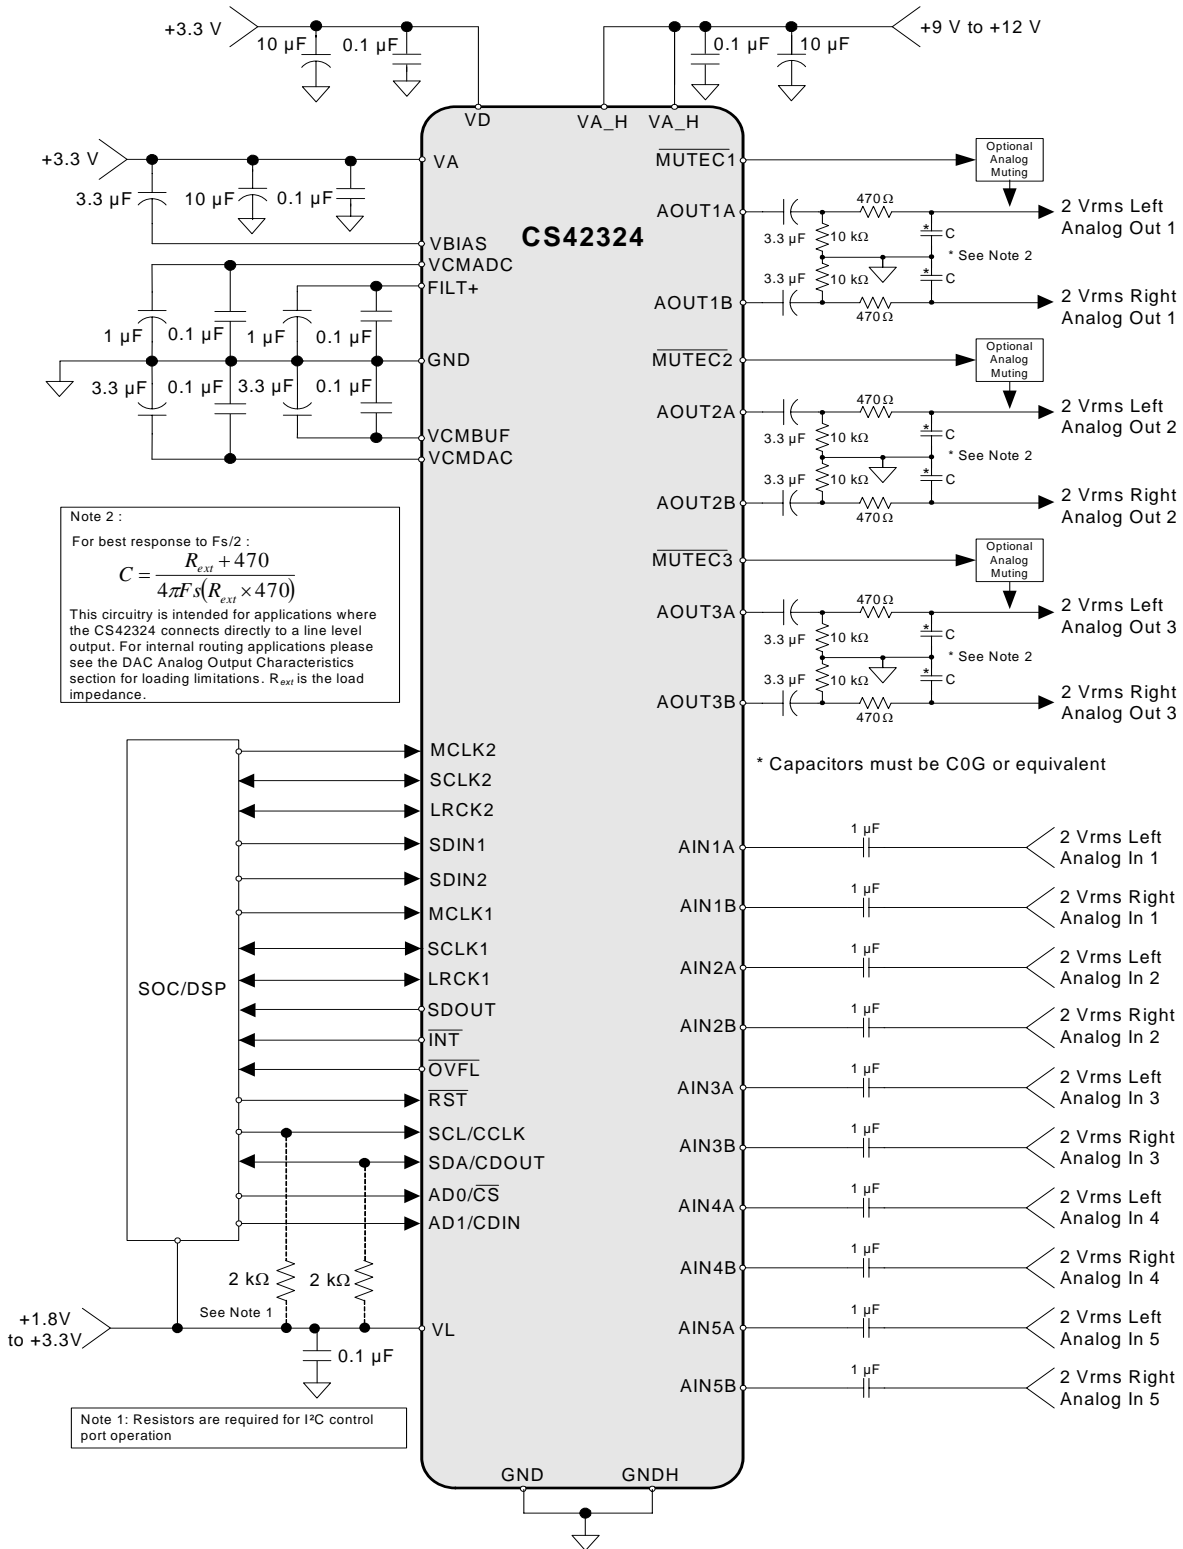 +3.3 V
10 µF
0.1 µF
0.1 µF
10 µF
+9 V to +12 V
VD
VA_H
VA_H
+3.3 V
VA
3.3 µF
10 µF
0.1 µF
VBIAS
VCMADC
FILT+
1 µF
0.1 µF
1 µF
0.1 µF
GND
3.3 µF
0.1 µF
3.3 µF
0.1 µF
VCMBUF
VCMDAC
CS42324
MUTEC1
Optional
Analog
Muting
AOUT1A
470Ω
3.3 µF
10 kΩ
C
*
* See Note 2
3.3 µF
10 kΩ
C
*
AOUT1B
470Ω
2 Vrms Left
Analog Out 1
2 Vrms Right
Analog Out 1
MUTEC2
Optional
Analog
Muting
AOUT2A
470Ω
3.3 µF
10 kΩ
C
*
* See Note 2
3.3 µF
10 kΩ
C
*
AOUT2B
470Ω
2 Vrms Left
Analog Out 2
2 Vrms Right
Analog Out 2
MUTEC3
Optional
Analog
Muting
AOUT3A
470Ω
3.3 µF
10 kΩ
C
*
* See Note 2
3.3 µF
10 kΩ
C
*
AOUT3B
470Ω
2 Vrms Left
Analog Out 3
2 Vrms Right
Analog Out 3
* Capacitors must be C0G or equivalent
Note 2 :
For best response to Fs/2 :
C = (R_ext + 470) / (4πFs(R_ext × 470))
This circuitry is intended for applications where
the CS42324 connects directly to a line level
output. For internal routing applications please
see the DAC Analog Output Characteristics
section for loading limitations. Rext is the load
impedance.
SOC/DSP
MCLK2
SCLK2
LRCK2
SDIN1
SDIN2
MCLK1
SCLK1
LRCK1
SDOUT
INT
OVFL
RST
SCL/CCLK
SDA/CDOUT
AD0/CS
AD1/CDIN
2 kΩ
2 kΩ
See Note 1
+1.8V
to +3.3V
VL
0.1 µF
Note 1: Resistors are required for I²C control
port operation
AIN1A
1 µF
2 Vrms Left
Analog In 1
AIN1B
1 µF
2 Vrms Right
Analog In 1
AIN2A
1 µF
2 Vrms Left
Analog In 2
AIN2B
1 µF
2 Vrms Right
Analog In 2
AIN3A
1 µF
2 Vrms Left
Analog In 3
AIN3B
1 µF
2 Vrms Right
Analog In 3
AIN4A
1 µF
2 Vrms Left
Analog In 4
AIN4B
1 µF
2 Vrms Right
Analog In 4
AIN5A
1 µF
2 Vrms Left
Analog In 5
AIN5B
1 µF
2 Vrms Right
Analog In 5
GND
GNDH